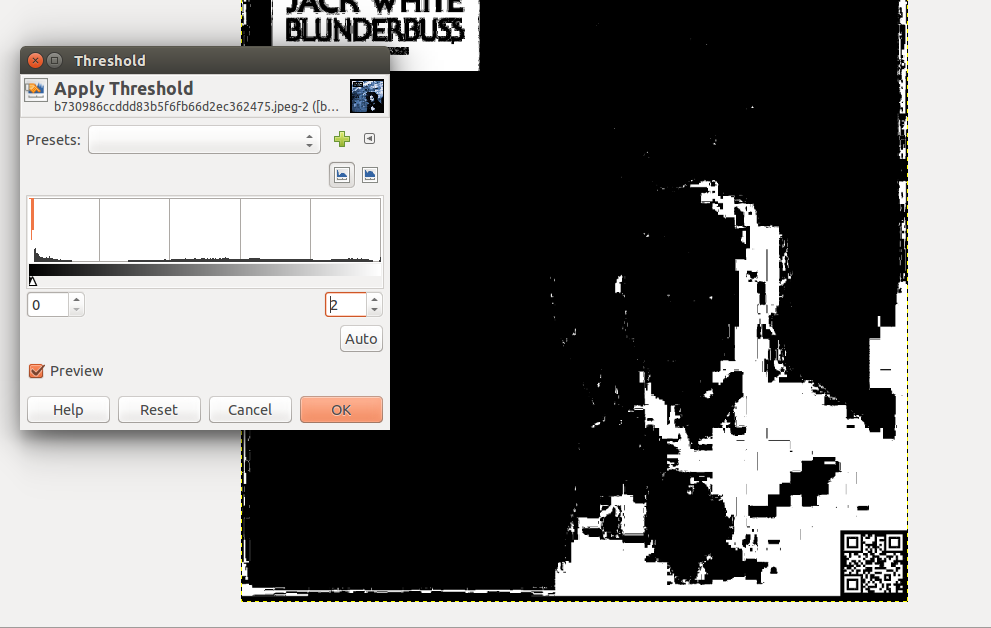 JACK WHITE
BLUNDERBUSS
Threshold
Apply Threshold
b730986ccddd83b5f6fb66d2ec362475.jpeg-2 ([b...
Presets:
0
2
Auto
Preview
Help
Reset
Cancel
OK